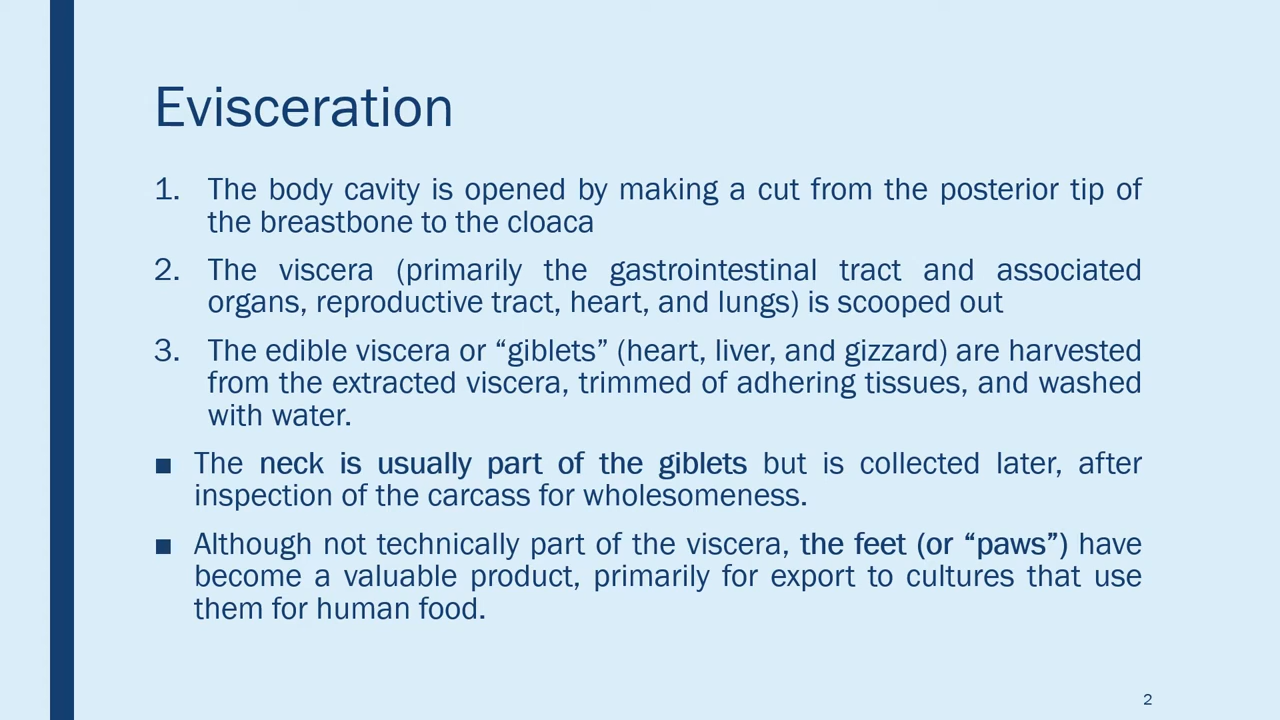 Evisceration
1. The body cavity is opened by making a cut from the posterior tip of
the breastbone to the cloaca
2. The viscera (primarily the gastrointestinal tract and associated
organs, reproductive tract, heart, and lungs) is scooped out
3. The edible viscera or “giblets” (heart, liver, and gizzard) are harvested
from the extracted viscera, trimmed of adhering tissues, and washed
with water.
■ The neck is usually part of the giblets but is collected later, after
inspection of the carcass for wholesomeness.
■ Although not technically part of the viscera, the feet (or “paws”) have
become a valuable product, primarily for export to cultures that use
them for human food.
2